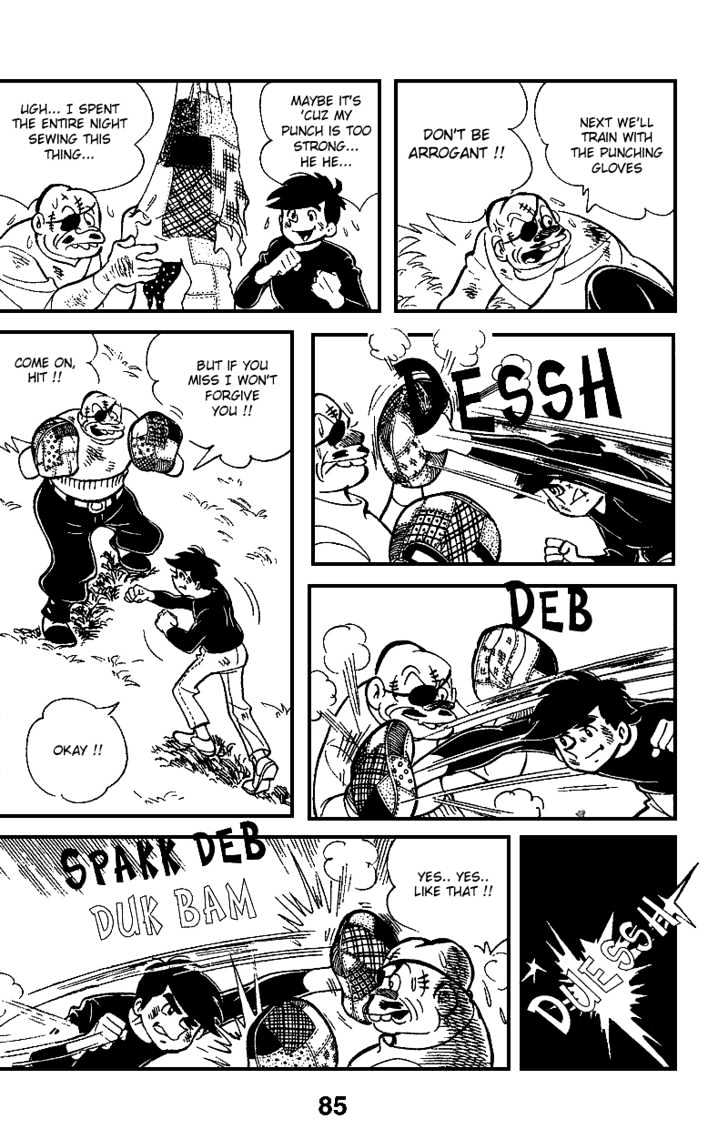 UGH... I SPENT
THE ENTIRE NIGHT
SEWING THIS
THING...
MAYBE IT'S
'CUZ MY
PUNCH IS TOO
STRONG...
HE HE...
DON'T BE
ARROGANT !!
NEXT WE'LL
TRAIN WITH
THE PUNCHING
GLOVES
COME ON,
HIT !!
BUT IF YOU
MISS I WON'T
FORGIVE
YOU !!
OKAY !!
DESSH
DEB
SPAKK DEB
DUK BAM
YES.. YES..
LIKE THAT !!
D-UESSH
85